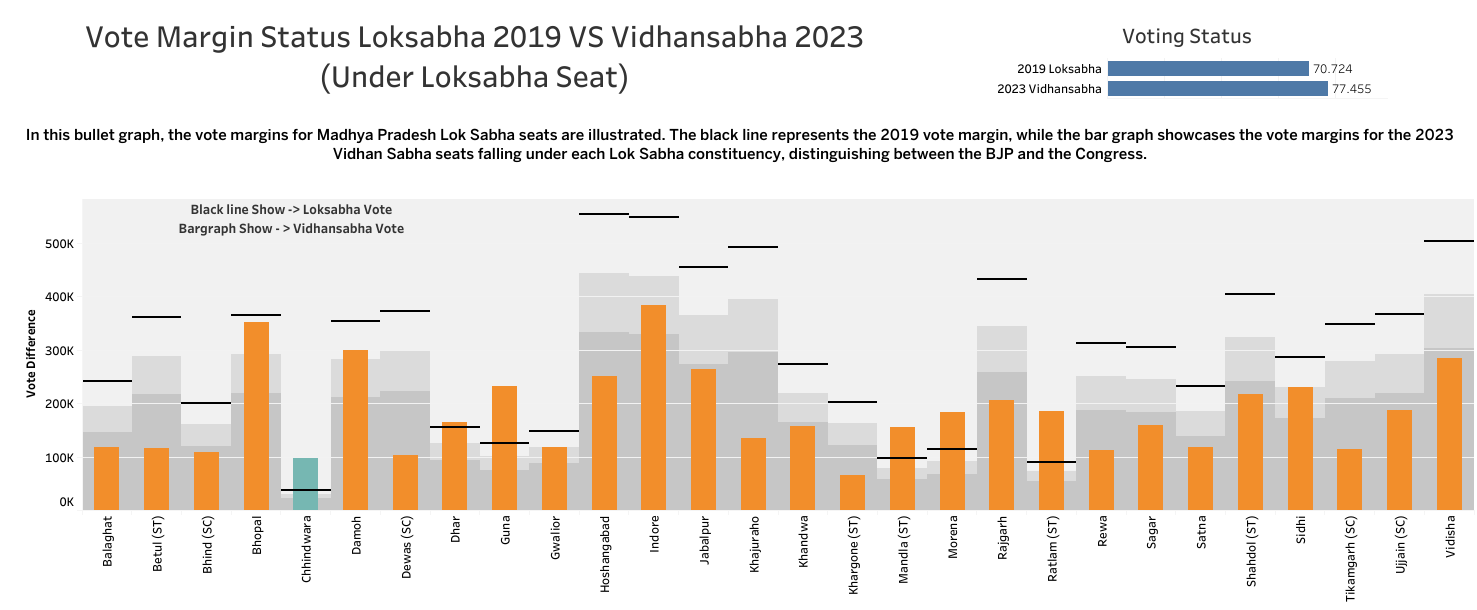 Vote Margin Status Loksabha 2019 VS Vidhansabha 2023
(Under Loksabha Seat)
Voting Status
2019 Loksabha 70.724
2023 Vidhansabha 77.455
In this bullet graph, the vote margins for Madhya Pradesh Lok Sabha seats are illustrated. The black line represents the 2019 vote margin, while the bar graph showcases the vote margins for the 2023
Vidhan Sabha seats falling under each Lok Sabha constituency, distinguishing between the BJP and the Congress.
Black line Show -> Loksabha Vote
Bargraph Show - > Vidhansabha Vote
Vote Difference
500K
400K
300K
200K
100K
0K
Balaghat
Betul (ST)
Bhind (SC)
Bhopal
Chhindwara
Damoh
Dewas (SC)
Dhar
Guna
Gwalior
Hoshangabad
Indore
Jabalpur
Khajuraho
Khandwa
Khargone (ST)
Mandla (ST)
Morena
Rajgarh
Ratlam (ST)
Rewa
Sagar
Satna
Shahdol (ST)
Sidhi
Tikamgarh (SC)
Ujjain (SC)
Vidisha